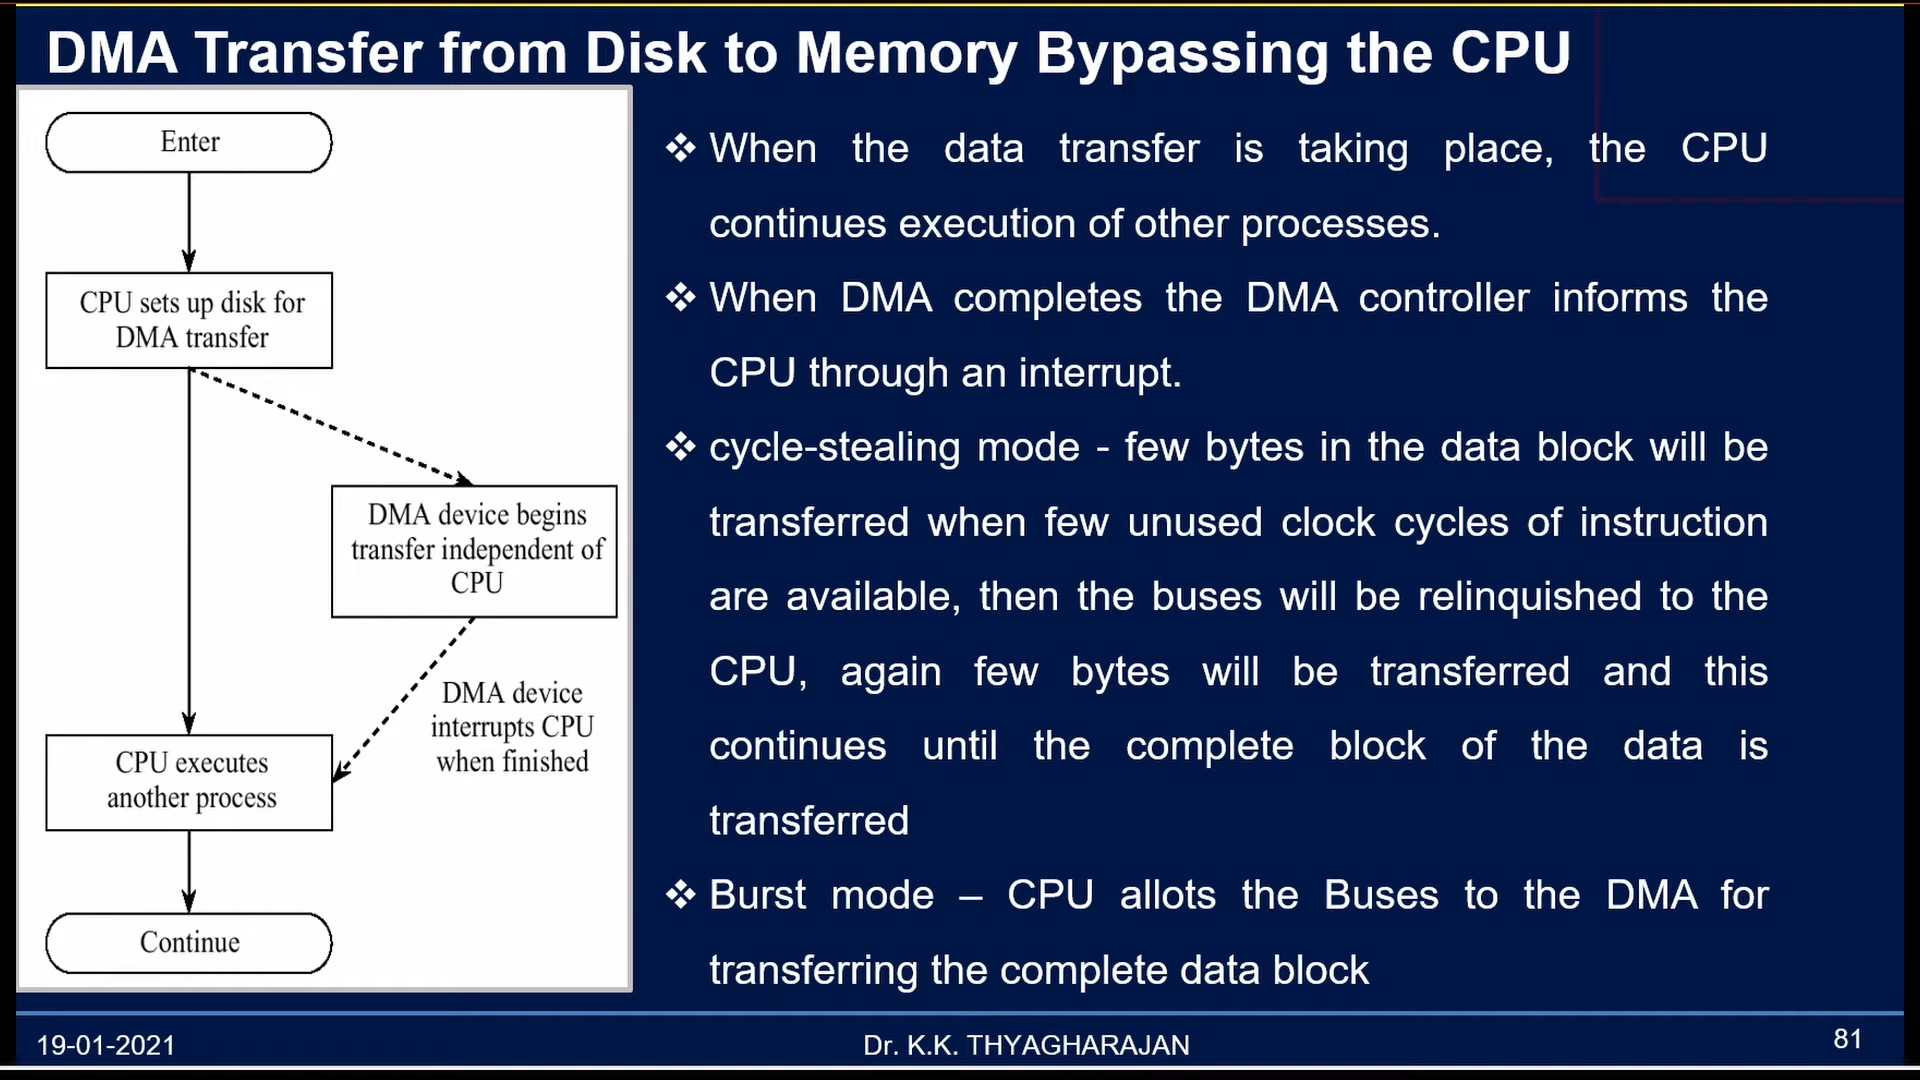 DMA Transfer from Disk to Memory Bypassing the CPU
Enter
CPU sets up disk for
DMA transfer
DMA device begins
transfer independent of
CPU
DMA device
interrupts CPU
when finished
CPU executes
another process
Continue
❖ When the data transfer is taking place, the CPU
continues execution of other processes.
❖ When DMA completes the DMA controller informs the
CPU through an interrupt.
❖ cycle-stealing mode - few bytes in the data block will be
transferred when few unused clock cycles of instruction
are available, then the buses will be relinquished to the
CPU, again few bytes will be transferred and this
continues until the complete block of the data is
transferred
❖ Burst mode – CPU allots the Buses to the DMA for
transferring the complete data block
19-01-2021
Dr. K.K. THYAGHARAJAN
81